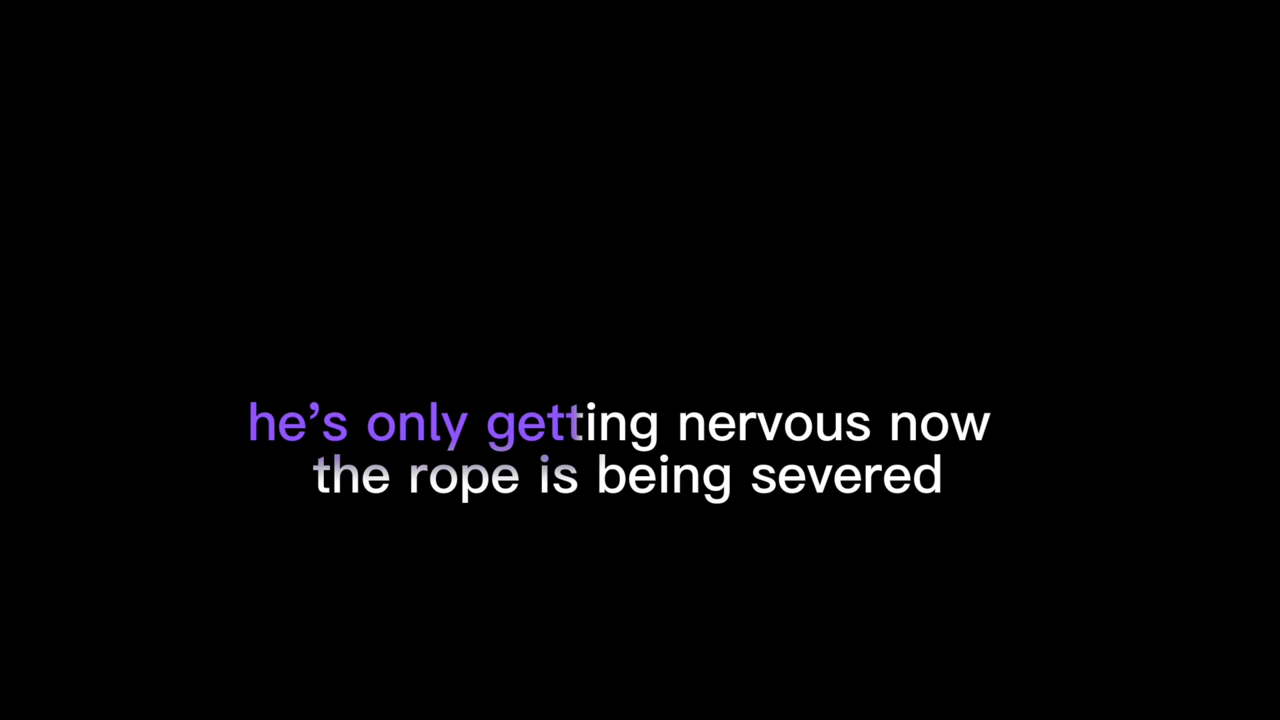 he’s only getting nervous now
the rope is being severed